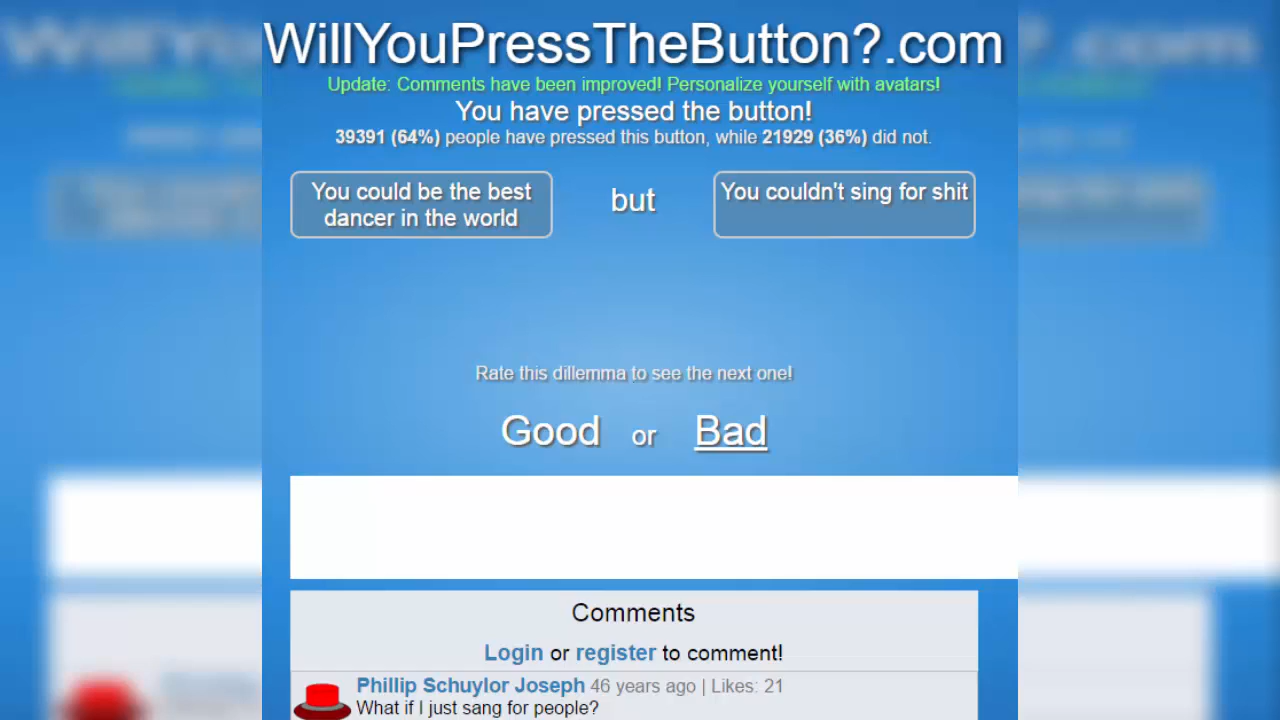 WillYouPressTheButton?.com
Update: Comments have been improved! Personalize yourself with avatars!
You have pressed the button!
39391 (64%) people have pressed this button, while 21929 (36%) did not.
You could be the best
dancer in the world
but
You couldn't sing for shit
Rate this dillemma to see the next one!
Good or Bad
Comments
Login or register to comment!
Phillip Schuylor Joseph 46 years ago | Likes: 21
What if I just sang for people?